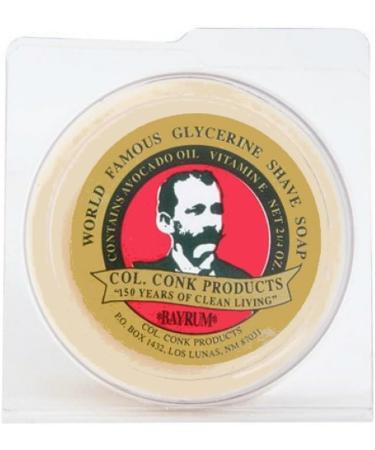 WORLD FAMOUS GLYCERINE SHAVE SOAP
CONTAINS AVOCADO OIL VITAMIN E NET 2 1/4 OZ.
COL. CONK PRODUCTS
"150 YEARS OF CLEAN LIVING"
*BAYRUM*
COL. CONK PRODUCTS
P.O. BOX 1432, LOS LUNAS, NM 87031